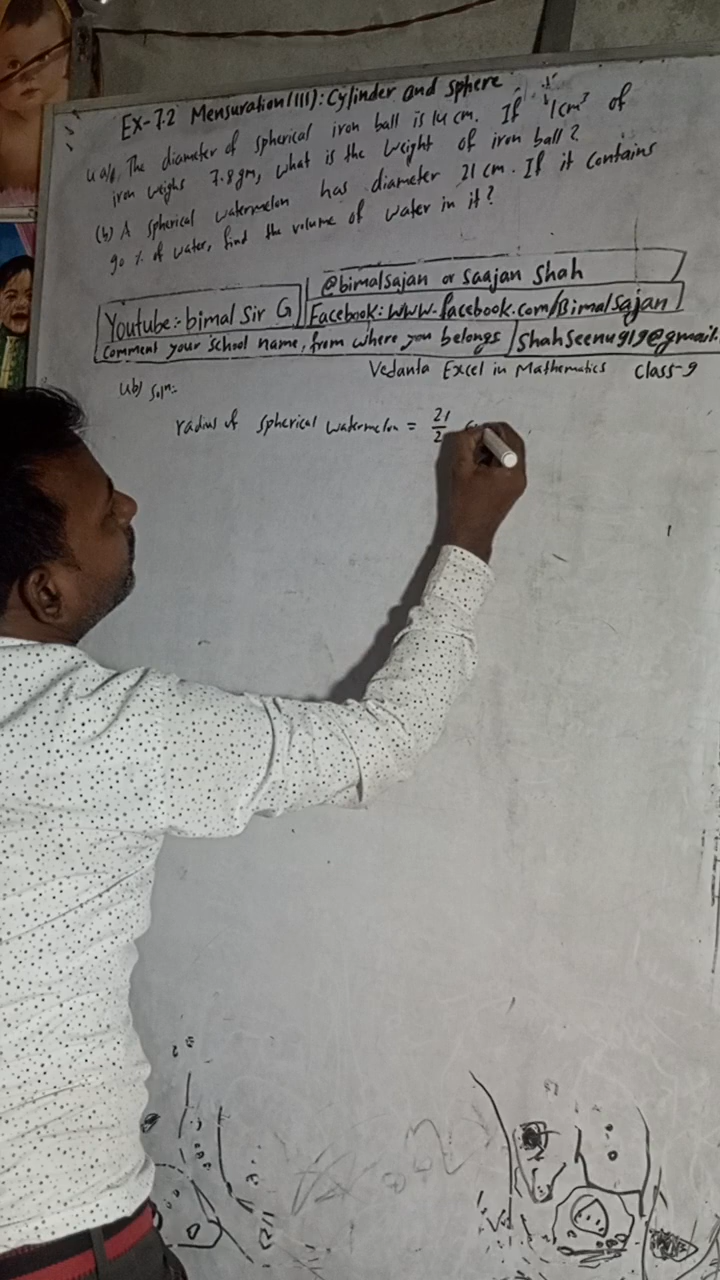 Ex-7.2 Mensuration(III): Cylinder and sphere
4 a) The diameter of spherical iron ball is 14 cm. If 1cm³ of
iron weighs 7.8 gm, what is the weight of iron ball?
(b) A spherical watermelon has diameter 21 cm. If it contains
90 % of water, find the volume of water in it?
@bimalsajan or Saajan Shah
Youtube:- bimal Sir G
Facebook: www.facebook.com/Bimalsajan
Comment your school name, from where you belongs
shahseenu919@gmail.
Vedanta Excel in Mathematics Class-9
4b) Soln:
radius of spherical watermelon = 21/2